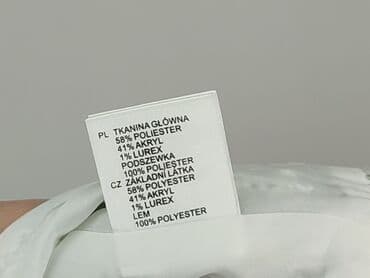 PL TKANINA GŁÓWNA
58% POLIESTER
41% AKRYL
1% LUREX
PODSZEWKA
100% POLIESTER
CZ ZÁKLADNÍ LÁTKA
58% POLYESTER
41% AKRYL
1% LUREX
LEM
100% POLYESTER